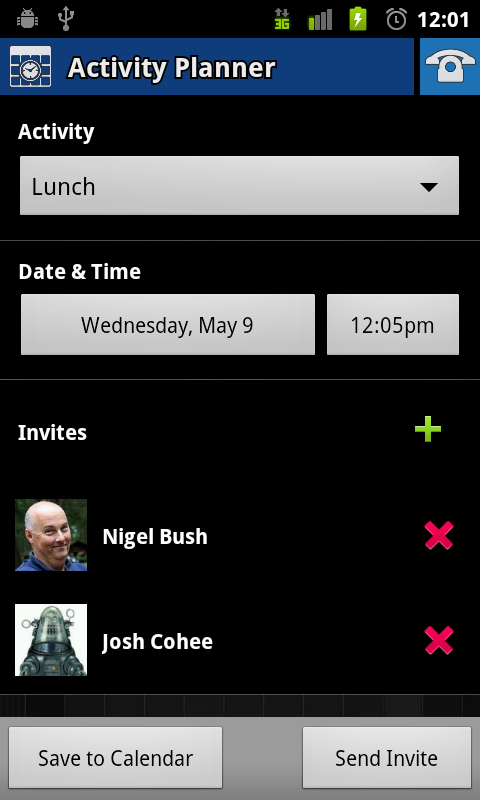 3G 12:01
Activity Planner
Activity
Lunch
Date & Time
Wednesday, May 9 12:05pm
Invites
Nigel Bush
Josh Cohee
Save to Calendar Send Invite